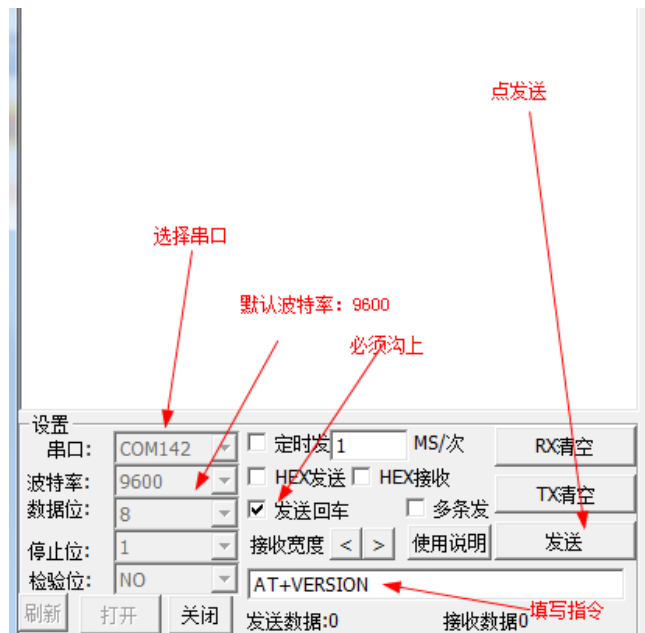 点发送
选择串口
默认波特率：9600
必须沟上
设置
串口: COM142 定时发 1 MS/次 RX清空
波特率: 9600 HEX发送 HEX接收
数据位: 8 发送回车 多条发 TX清空
停止位: 1 接收宽度 < > 使用说明 发送
检验位: NO AT+VERSION
填写指令
刷新 打开 关闭 发送数据:0 接收数据0